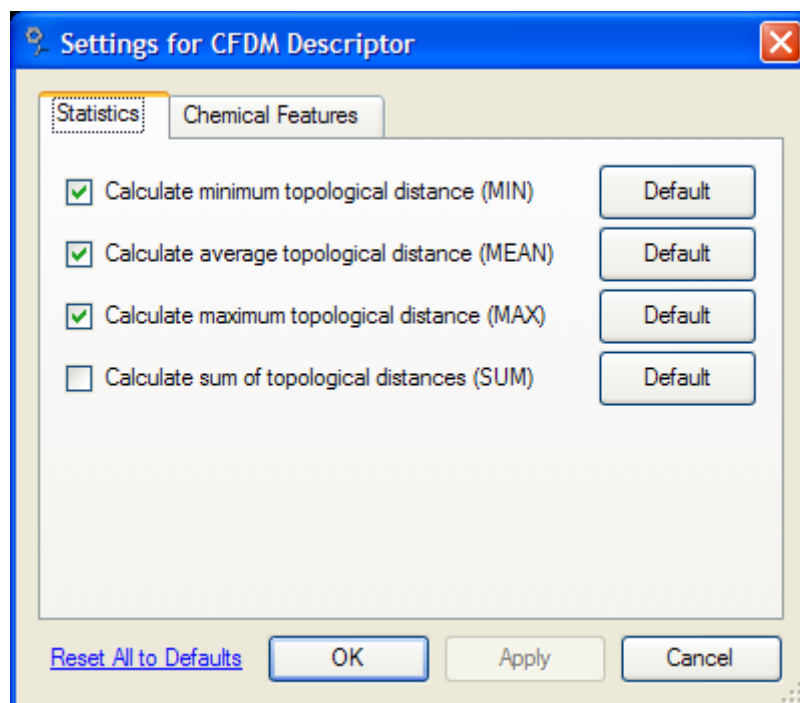 Settings for CFDM Descriptor
Statistics Chemical Features
Calculate minimum topological distance (MIN) Default
Calculate average topological distance (MEAN) Default
Calculate maximum topological distance (MAX) Default
Calculate sum of topological distances (SUM) Default
Reset All to Defaults OK Apply Cancel